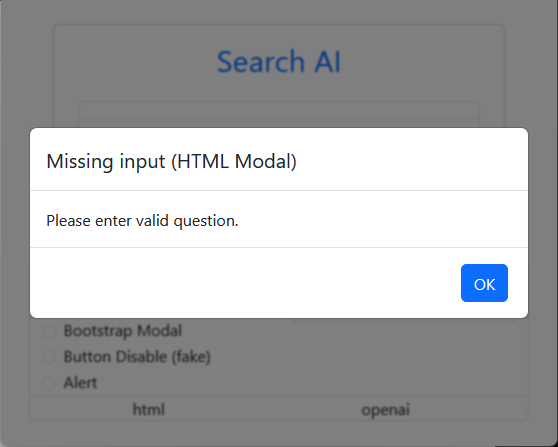 Search AI
Missing input (HTML Modal)
Please enter valid question.
OK
Bootstrap Modal
Button Disable (fake)
Alert
html openai